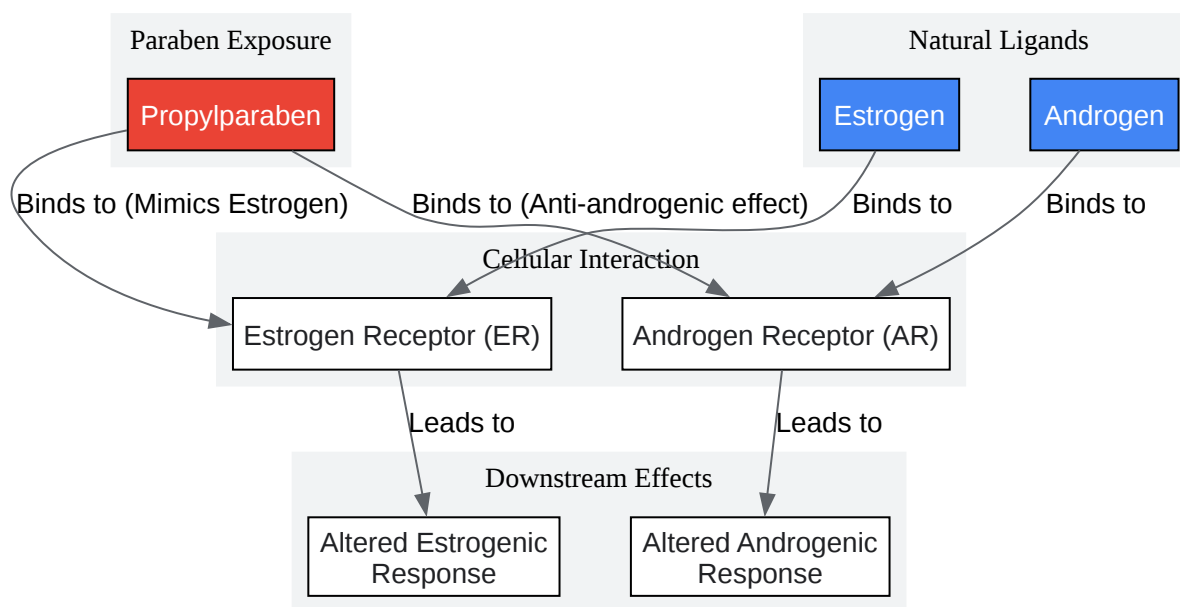 Paraben Exposure
Natural Ligands
Propylparaben
Estrogen
Androgen
Binds to (Mimics Estrogen)
Binds to (Anti-androgenic effect)
Binds to
Binds to
Cellular Interaction
Estrogen Receptor (ER)
Androgen Receptor (AR)
Leads to
Leads to
Downstream Effects
Altered Estrogenic
Response
Altered Androgenic
Response